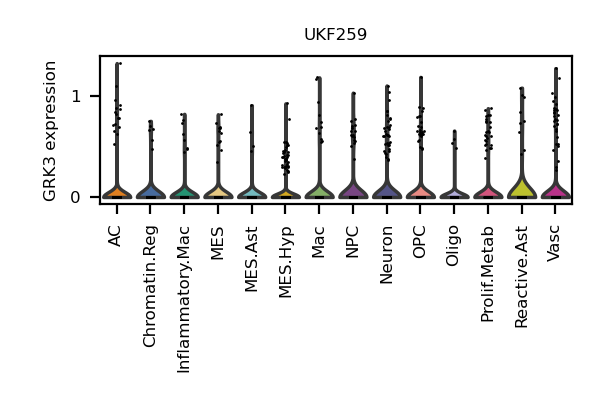 UKF259
GRK3 expression
1
0
AC
Chromatin.Reg
Inflammatory.Mac
MES
MES.Ast
MES.Hyp
Mac
NPC
Neuron
OPC
Oligo
Prolif.Metab
Reactive.Ast
Vasc